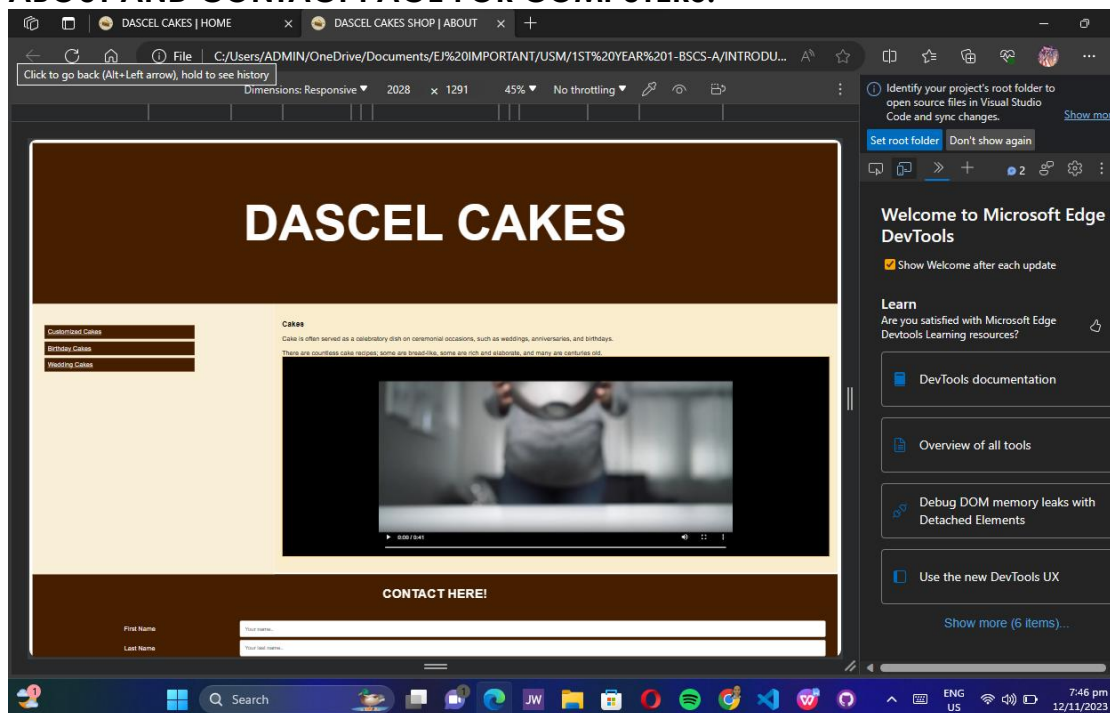 ABOUT AND CONTACT PAGE FOR COMPUTERS:
DASCEL CAKES | HOME
DASCEL CAKES SHOP | ABOUT
File
C:/Users/ADMIN/OneDrive/Documents/EJ%20IMPORTANT/USM/1ST%20YEAR%201-BSCS-A/INTRODU...
Click to go back (Alt+Left arrow), hold to see history
Dimensions: Responsive 2028 x 1291 45% No throttling
Identify your project's root folder to
open source files in Visual Studio
Code and sync changes.
Show mor
Set root folder Don't show again
2
DASCEL CAKES
Customized Cakes
Birthday Cakes
Wedding Cakes
Cakes
Cake is often served as a celebratory dish on ceremonial occasions, such as weddings, anniversaries, and birthdays.
There are countless cake recipes; some are bread-like, some are rich and elaborate, and many are centuries old.
0:00 / 0:41
CONTACT HERE!
First Name
Your name..
Last Name
Your last name..
Welcome to Microsoft Edge
DevTools
Show Welcome after each update
Learn
Are you satisfied with Microsoft Edge
Devtools Learning resources?
DevTools documentation
Overview of all tools
Debug DOM memory leaks with
Detached Elements
Use the new DevTools UX
Show more (6 items)...
1
Search
JW
ENG
US
7:46 pm
12/11/2023